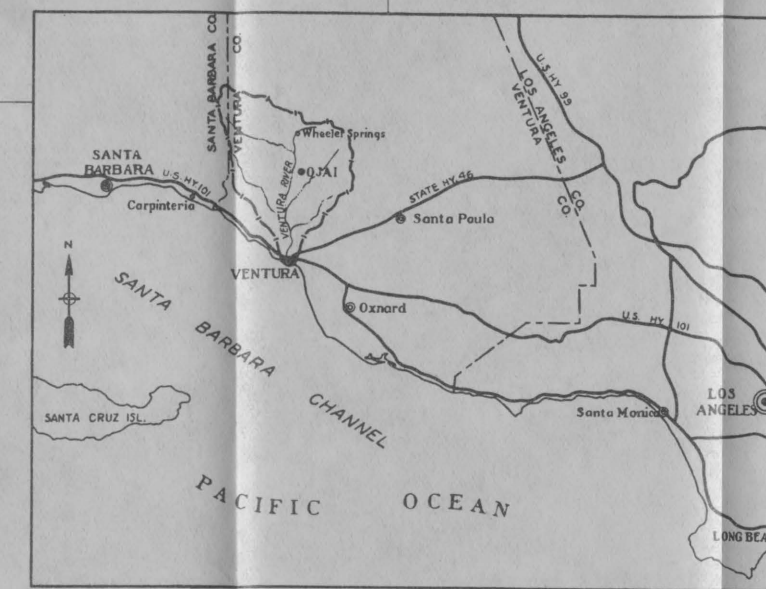 SANTA BARBARA CO.
VENTURA CO.
U.S. HY 99
LOS ANGELES CO.
VENTURA CO.
Wheeler Springs
SANTA
BARBARA
U.S. HY 101
OJAI
Carpinteria
VENTURA RIVER
STATE HY. 46
Santa Paula
N
VENTURA
SANTA BARBARA CHANNEL
Oxnard
U.S. HY 101
SANTA CRUZ ISL.
Santa Monica
LOS
ANGELES
PACIFIC OCEAN
LONG BEA